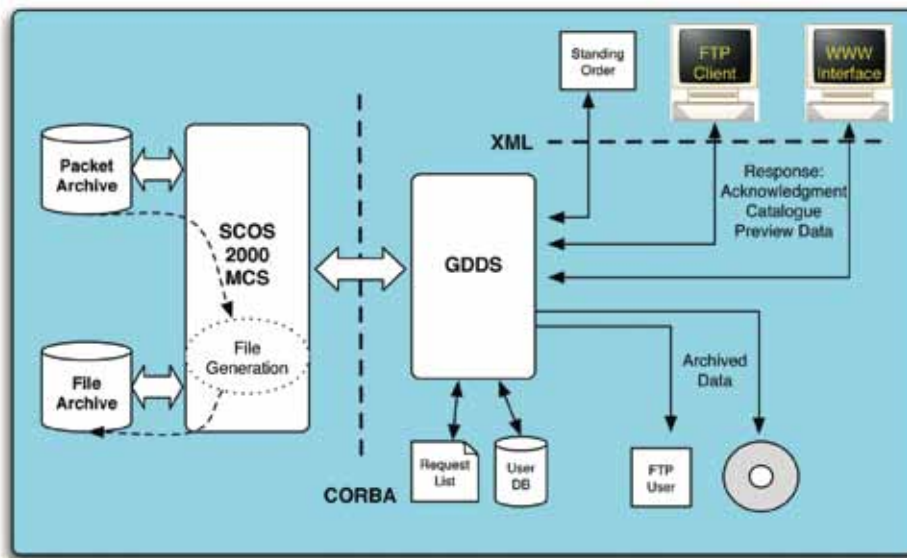 Standing
Order
FTP
Client
WWW
Interface
XML
Packet
Archive
SCOS
2000
MCS
GDDS
Response:
Acknowledgment
Catalogue
Preview Data
File
Generation
File
Archive
Archived
Data
Request
List
User
DB
FTP
User
CORBA